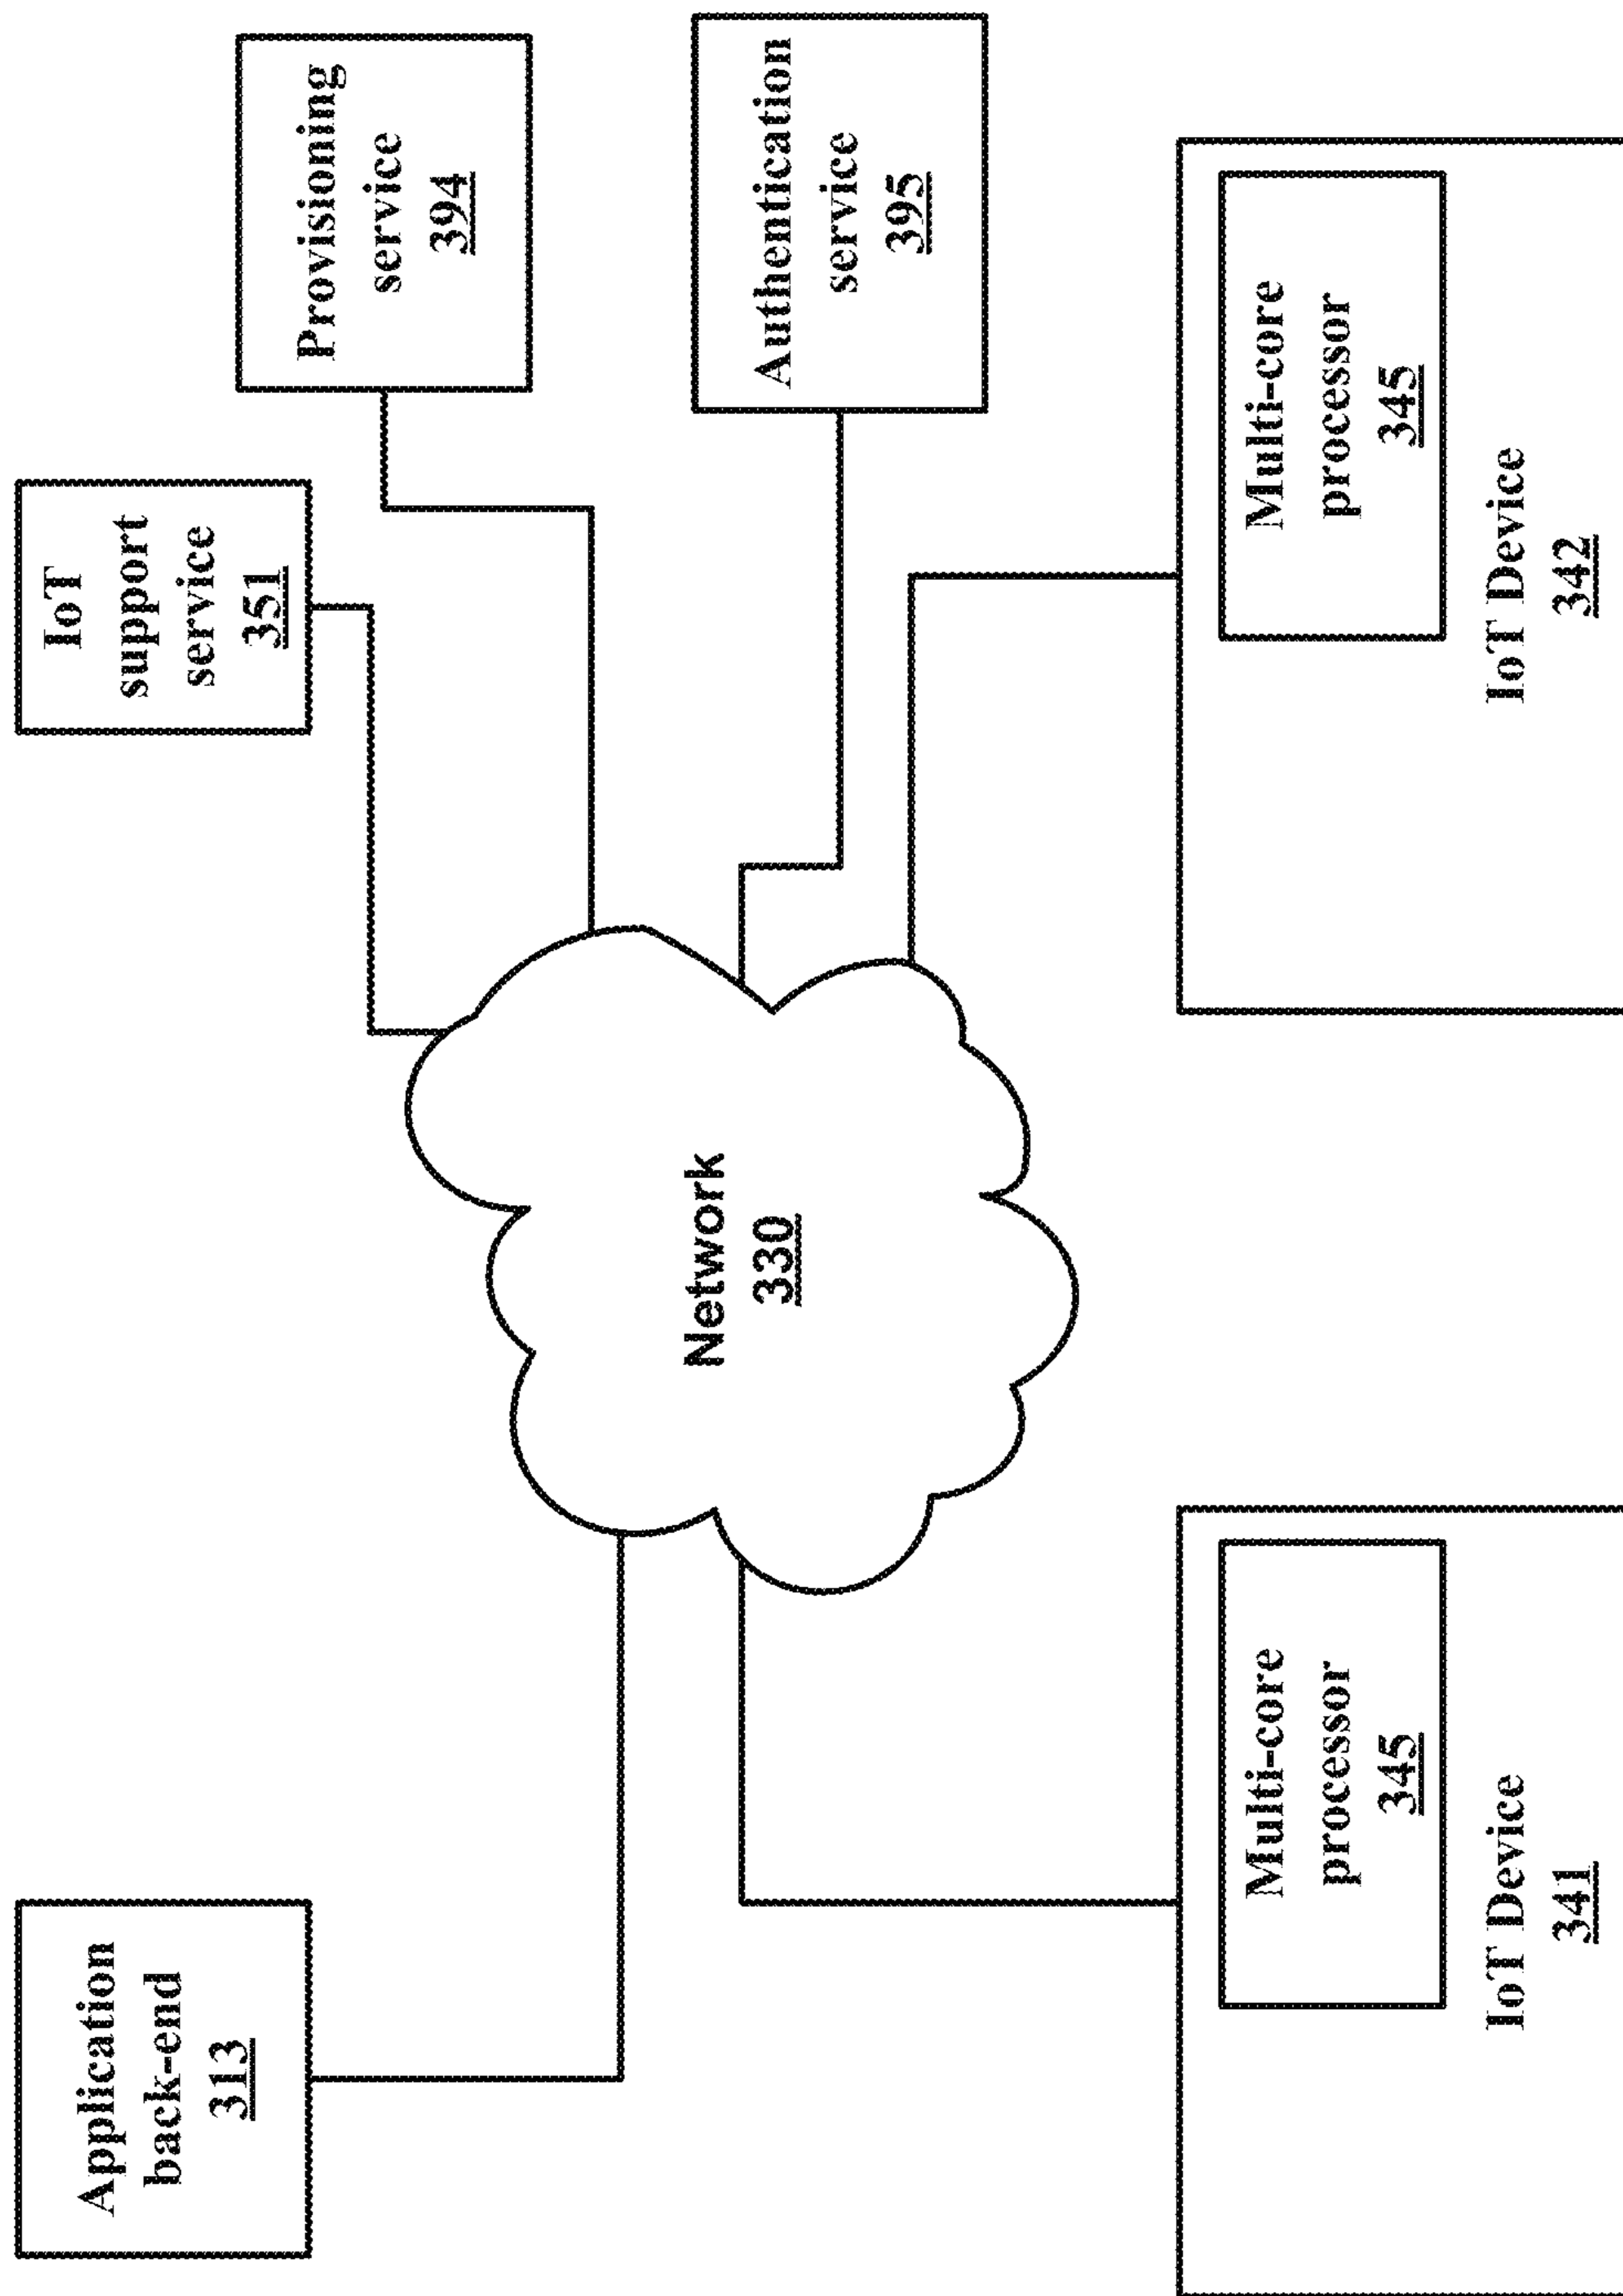 Application
back-end
313
IoT
support
service
351
Provisioning
service
394
Authentication
service
395
Network
330
Multi-core
processor
345
IoT Device
341
Multi-core
processor
345
IoT Device
342